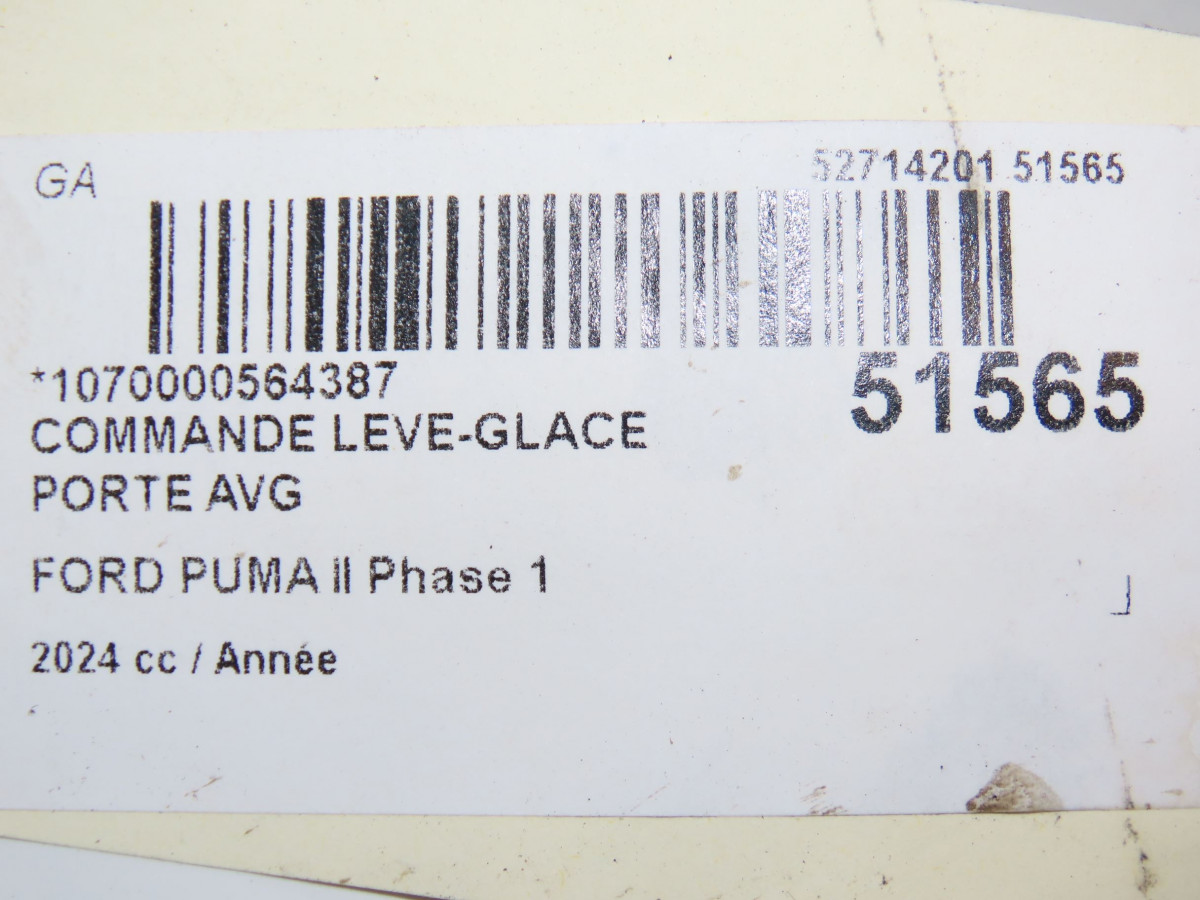 GA
52714201 51565
*1070000564387
51565
COMMANDE LEVE-GLACE
PORTE AVG
FORD PUMA II Phase 1
2024 cc / Année